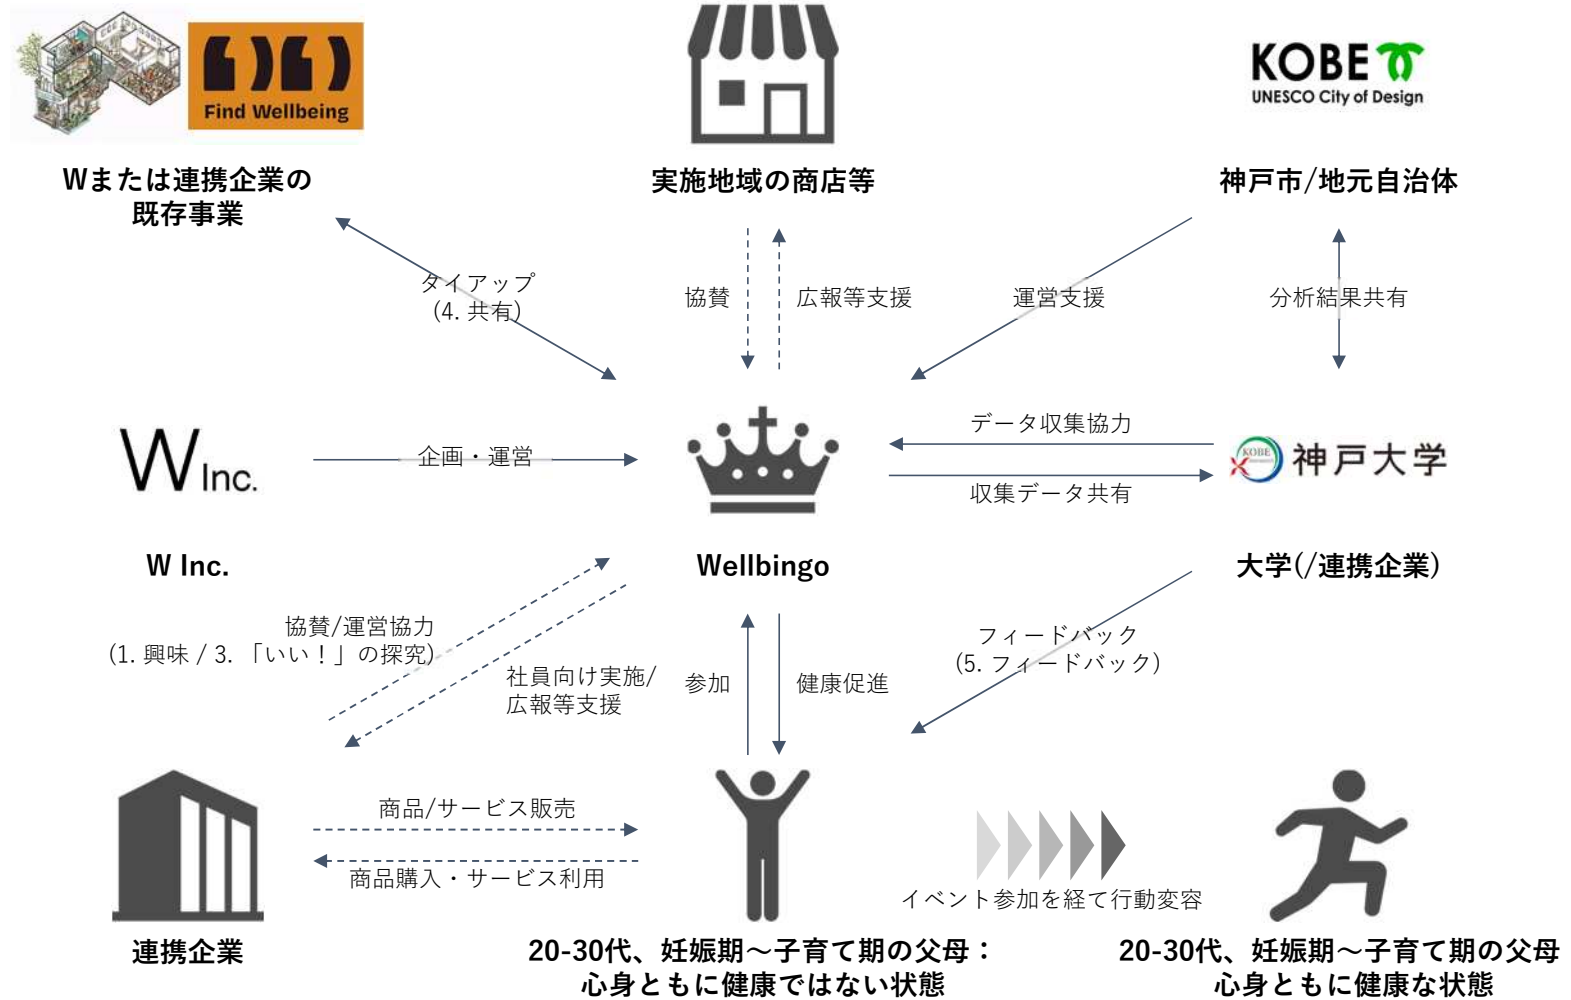 Find Wellbeing
KOBE
UNESCO City of Design
Wまたは連携企業の
既存事業
実施地域の商店等
神戸市/地元自治体
タイアップ
(4. 共有)
協賛
広報等支援
運営支援
分析結果共有
W Inc.
企画・運営
データ収集協力
収集データ共有
KOBE
神戸大学
W Inc.
Wellbingo
大学(/連携企業)
協賛/運営協力
(1. 興味 / 3. 「いい！」の探究)
社員向け実施/
広報等支援
参加
健康促進
フィードバック
(5. フィードバック)
商品/サービス販売
商品購入・サービス利用
イベント参加を経て行動変容
連携企業
20-30代、妊娠期～子育て期の父母：
心身ともに健康ではない状態
20-30代、妊娠期～子育て期の父母
心身ともに健康な状態